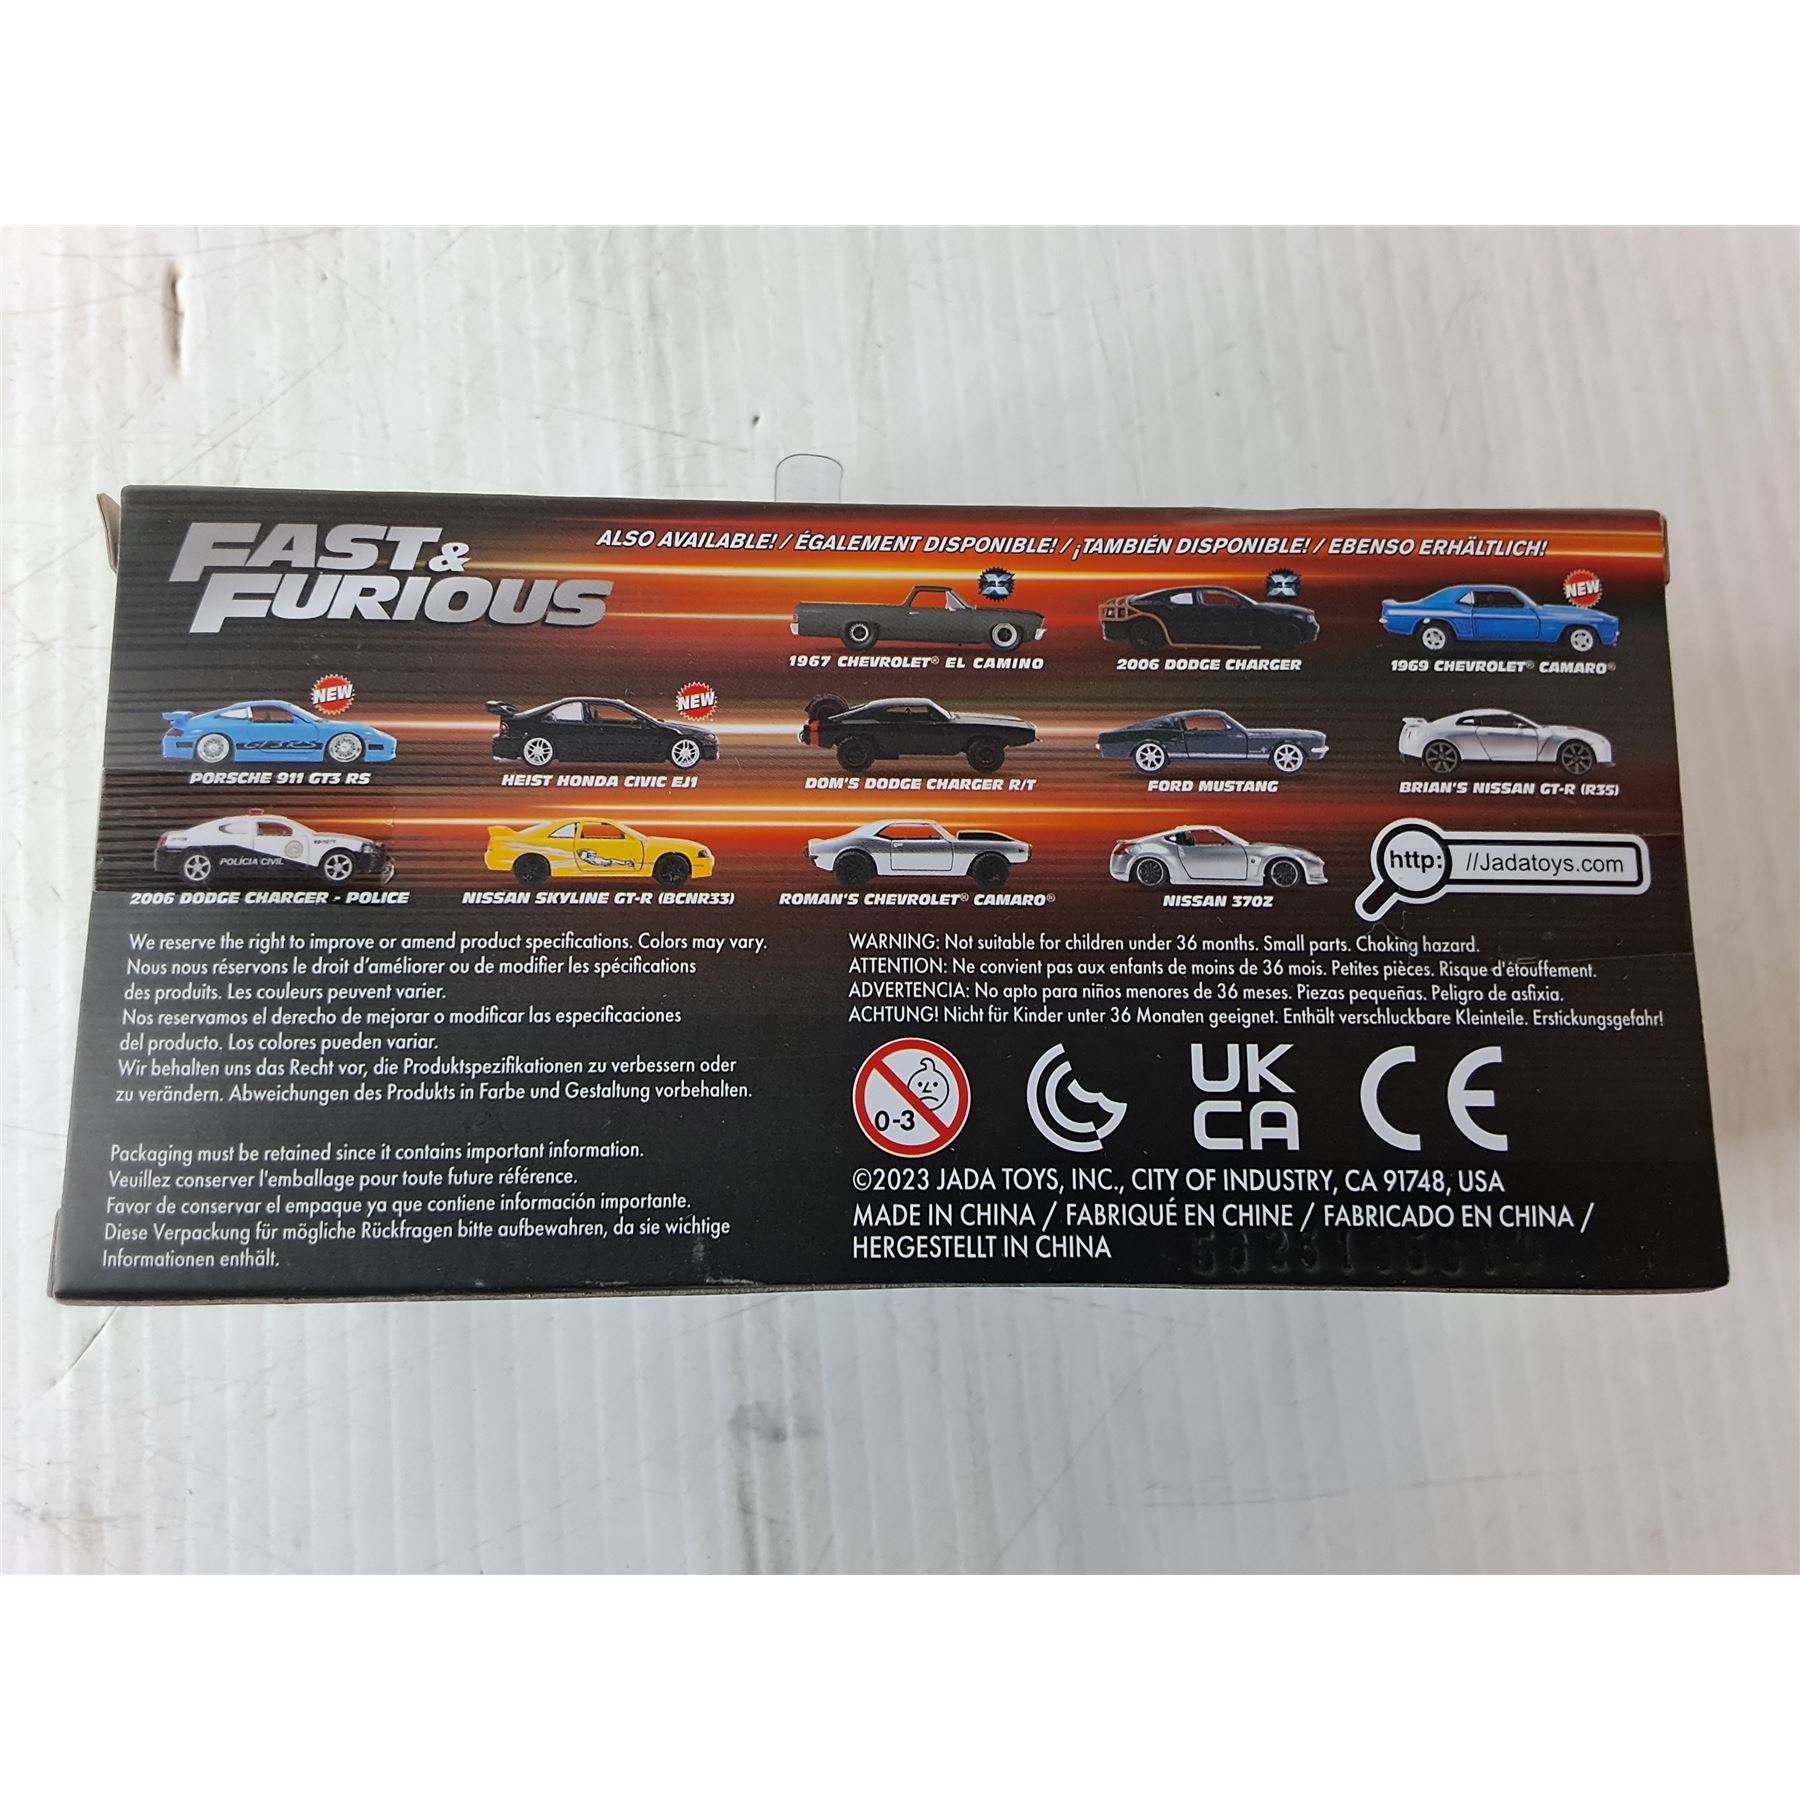 FAST &
FURIOUS
ALSO AVAILABLE! / ÉGALEMENT DISPONIBLE! / ¡TAMBIÉN DISPONIBLE! / EBENSO ERHÄLTLICH!
X X NEW
1967 CHEVROLET® EL CAMINO 2006 DODGE CHARGER 1969 CHEVROLET® CAMARO®
NEW NEW
GT3 RS
PORSCHE 911 GT3 RS HEIST HONDA CIVIC EJ1 DOM'S DODGE CHARGER R/T FORD MUSTANG BRIAN'S NISSAN GT-R (R35)
POLÍCIA CIVIL
http: //Jadatoys.com
2006 DODGE CHARGER - POLICE NISSAN SKYLINE GT-R (BCNR33) ROMAN'S CHEVROLET® CAMARO® NISSAN 370Z
We reserve the right to improve or amend product specifications. Colors may vary.
Nous nous réservons le droit d'améliorer ou de modifier les spécifications
des produits. Les couleurs peuvent varier.
Nos reservamos el derecho de mejorar o modificar las especificaciones
del producto. Los colores pueden variar.
Wir behalten uns das Recht vor, die Produktspezifikationen zu verbessern oder
zu verändern. Abweichungen des Produkts in Farbe und Gestaltung vorbehalten.
Packaging must be retained since it contains important information.
Veuillez conserver l'emballage pour toute future référence.
Favor de conservar el empaque ya que contiene información importante.
Diese Verpackung für mögliche Rückfragen bitte aufbewahren, da sie wichtige
Informationen enthält.
WARNING: Not suitable for children under 36 months. Small parts. Choking hazard.
ATTENTION: Ne convient pas aux enfants de moins de 36 mois. Petites pièces. Risque d'étouffement.
ADVERTENCIA: No apto para niños menores de 36 meses. Piezas pequeñas. Peligro de asfixia.
ACHTUNG! Nicht für Kinder unter 36 Monaten geeignet. Enthält verschluckbare Kleinteile. Erstickungsgefahr!
0-3
UK
CA
CE
©2023 JADA TOYS, INC., CITY OF INDUSTRY, CA 91748, USA
MADE IN CHINA / FABRIQUÉ EN CHINE / FABRICADO EN CHINA /
HERGESTELLT IN CHINA